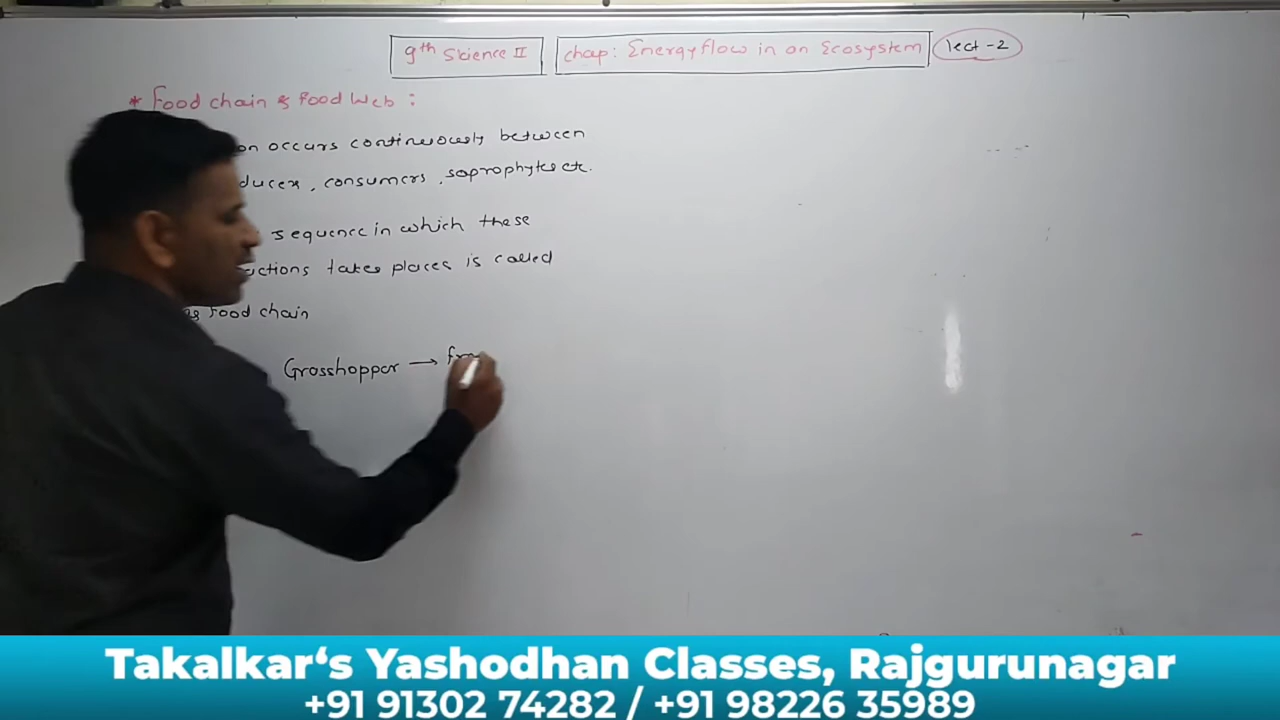 9th Science II chap: Energy flow in an Ecosystem lect-2
* Food chain & Food Web :
on occurs continuously between
ducer, consumers, saprophytes etc.
sequence in which these
ctions takes places is called
Food chain
Grasshopper → fr
Takalkar‘s Yashodhan Classes, Rajgurunagar
+91 91302 74282 / +91 98226 35989